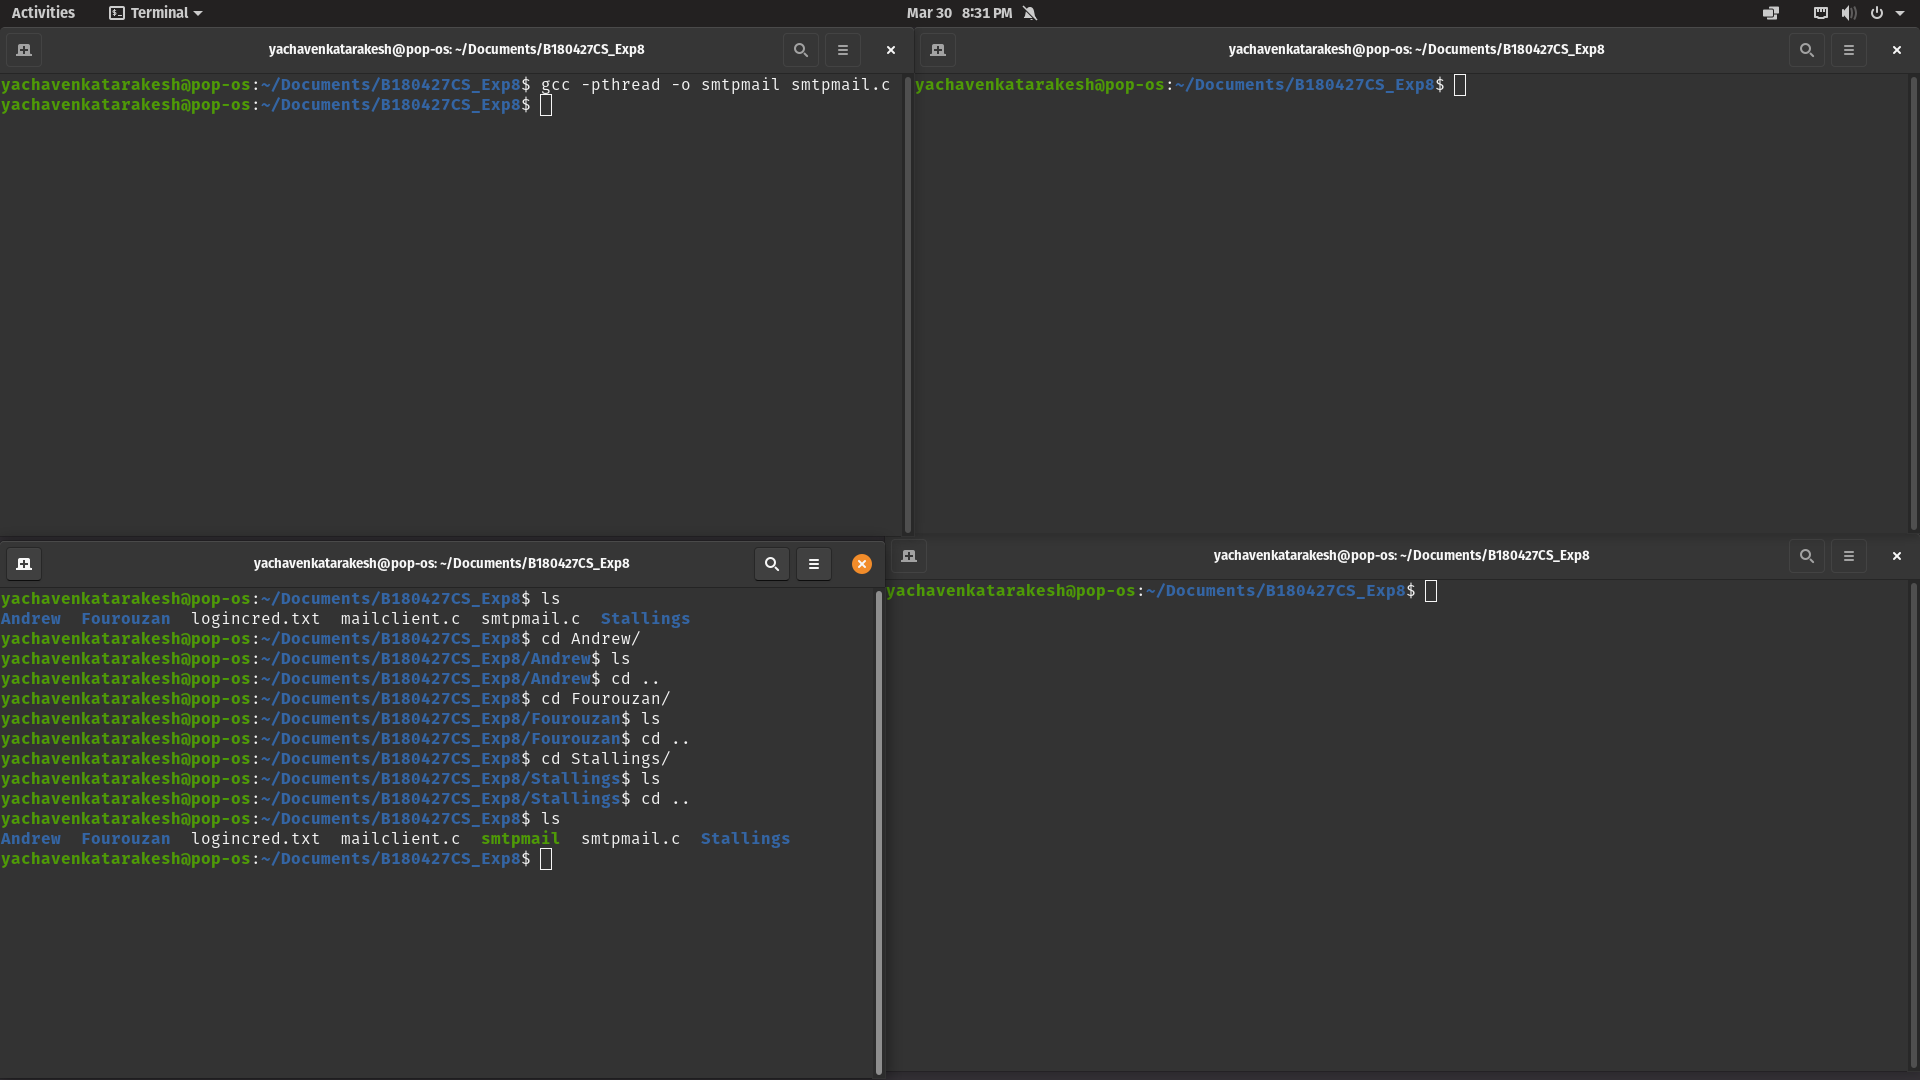 Activities Terminal Mar 30 8:31 PM
yachavenkatarakesh@pop-os: ~/Documents/B180427CS_Exp8
yachavenkatarakesh@pop-os:~/Documents/B180427CS_Exp8$ gcc -pthread -o smtpmail smtpmail.c
yachavenkatarakesh@pop-os:~/Documents/B180427CS_Exp8$
yachavenkatarakesh@pop-os: ~/Documents/B180427CS_Exp8
yachavenkatarakesh@pop-os:~/Documents/B180427CS_Exp8$
yachavenkatarakesh@pop-os: ~/Documents/B180427CS_Exp8
yachavenkatarakesh@pop-os:~/Documents/B180427CS_Exp8$ ls
Andrew Fourouzan logincred.txt mailclient.c smtpmail.c Stallings
yachavenkatarakesh@pop-os:~/Documents/B180427CS_Exp8$ cd Andrew/
yachavenkatarakesh@pop-os:~/Documents/B180427CS_Exp8/Andrew$ ls
yachavenkatarakesh@pop-os:~/Documents/B180427CS_Exp8/Andrew$ cd ..
yachavenkatarakesh@pop-os:~/Documents/B180427CS_Exp8$ cd Fourouzan/
yachavenkatarakesh@pop-os:~/Documents/B180427CS_Exp8/Fourouzan$ ls
yachavenkatarakesh@pop-os:~/Documents/B180427CS_Exp8/Fourouzan$ cd ..
yachavenkatarakesh@pop-os:~/Documents/B180427CS_Exp8$ cd Stallings/
yachavenkatarakesh@pop-os:~/Documents/B180427CS_Exp8/Stallings$ ls
yachavenkatarakesh@pop-os:~/Documents/B180427CS_Exp8/Stallings$ cd ..
yachavenkatarakesh@pop-os:~/Documents/B180427CS_Exp8$ ls
Andrew Fourouzan logincred.txt mailclient.c smtpmail smtpmail.c Stallings
yachavenkatarakesh@pop-os:~/Documents/B180427CS_Exp8$
yachavenkatarakesh@pop-os: ~/Documents/B180427CS_Exp8
yachavenkatarakesh@pop-os:~/Documents/B180427CS_Exp8$